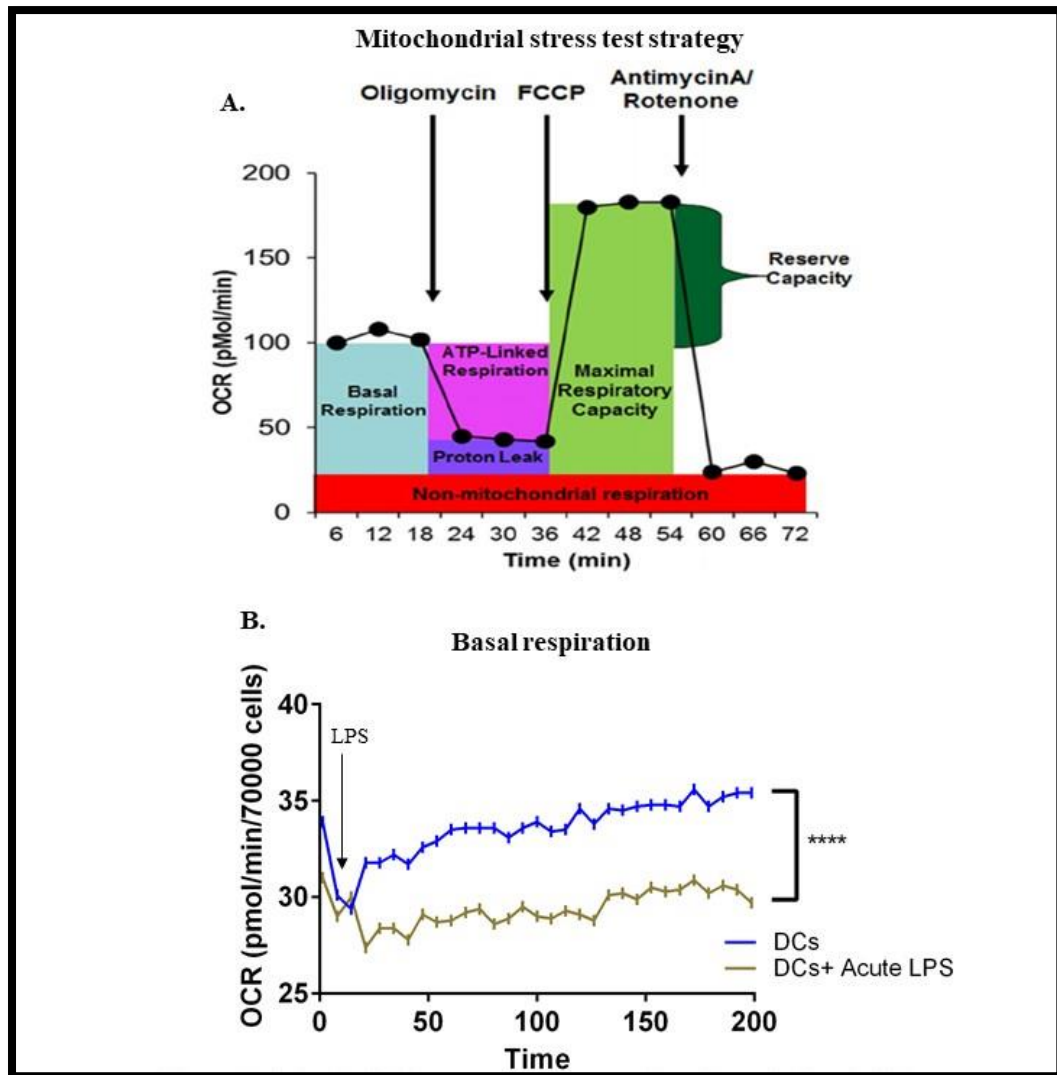 Mitochondrial stress test strategy
A.
Oligomycin
FCCP
AntimycinA/
Rotenone
OCR (pMol/min)
200
150
100
50
0
Basal
Respiration
ATP-Linked
Respiration
Proton Leak
Maximal
Respiratory
Capacity
Reserve
Capacity
Non-mitochondrial respiration
6 12 18 24 30 36 42 48 54 60 66 72
Time (min)
B.
Basal respiration
OCR (pmol/min/70000 cells)
40
35
30
25
LPS
****
DCs
DCs+ Acute LPS
0 50 100 150 200
Time